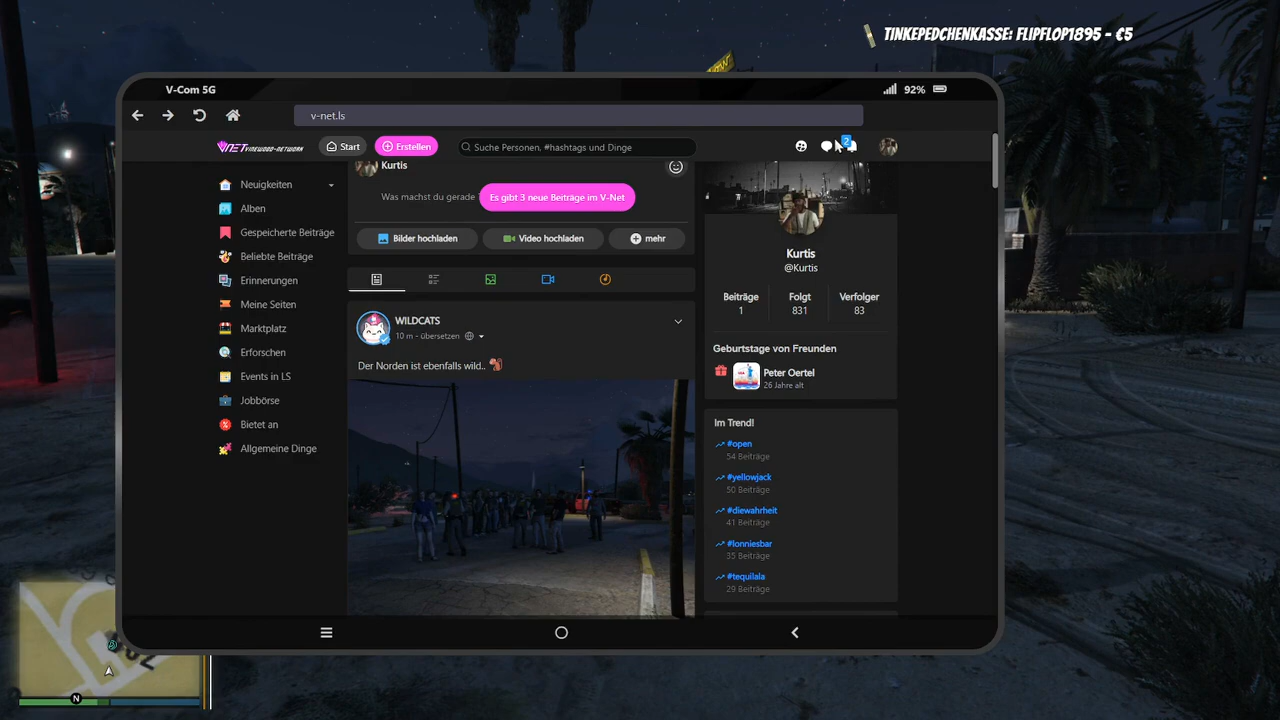 TINKEPEDCHENKASSE: FLIPFLOP1895 - €5
V-Com 5G
92%
v-net.ls
VNET VINEWOOD-NETWORK
Start
Erstellen
Suche Personen, #hashtags und Dinge
2
Neuigkeiten
Alben
Gespeicherte Beiträge
Beliebte Beiträge
Erinnerungen
Meine Seiten
Marktplatz
Erforschen
Events in LS
Jobbörse
Bietet an
Allgemeine Dinge
Kurtis
Was machst du gerade
Es gibt 3 neue Beiträge im V-Net
Bilder hochladen
Video hochladen
mehr
WILDCATS
10 m - übersetzen
Der Norden ist ebenfalls wild..
Kurtis
@Kurtis
Beiträge
1
Folgt
831
Verfolger
83
Geburtstage von Freunden
Peter Oertel
26 Jahre alt
Im Trend!
#open
54 Beiträge
#yellowjack
50 Beiträge
#diewahrheit
41 Beiträge
#lonniesbar
35 Beiträge
#tequilala
29 Beiträge
N